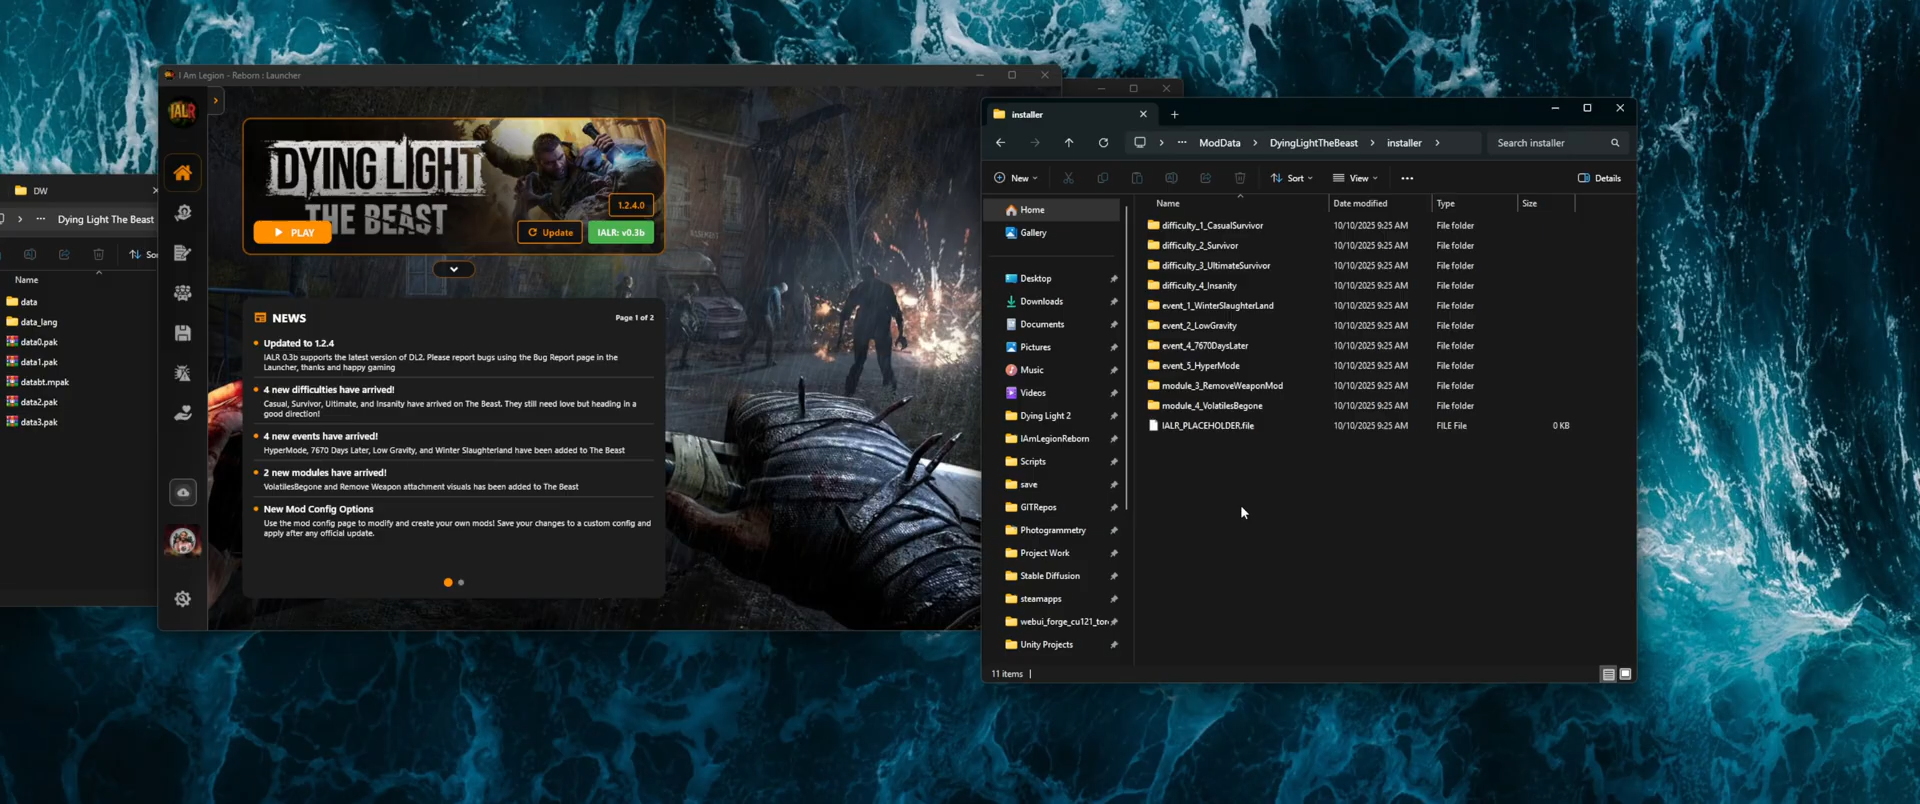 DW
Dying Light The Beast
Name
data
data_lang
data0.pak
data1.pak
databt.mpak
data2.pak
data3.pak
I Am Legion - Reborn : Launcher
IALR
DYING LIGHT
THE BEAST
1.2.4.0
PLAY
Update
IALR: v0.3b
NEWS
Page 1 of 2
Updated to 1.2.4
IALR 0.3b supports the latest version of DL2. Please report bugs using the Bug Report page in the
Launcher, thanks and happy gaming
4 new difficulties have arrived!
Casual, Survivor, Ultimate, and Insanity have arrived on The Beast. They still need love but heading in a
good direction!
4 new events have arrived!
HyperMode, 7670 Days Later, Low Gravity, and Winter Slaughterland have been added to The Beast
2 new modules have arrived!
VolatilesBegone and Remove Weapon attachment visuals has been added to The Beast
New Mod Config Options
Use the mod config page to modify and create your own mods! Save your changes to a custom config and
apply after any official update.
installer
ModData
DyingLightTheBeast
installer
Search installer
New
Sort
View
Details
Home
Gallery
Desktop
Downloads
Documents
Pictures
Music
Videos
Dying Light 2
IAmLegionReborn
Scripts
save
GITRepos
Photogrammetry
Project Work
Stable Diffusion
steamapps
webui_forge_cu121_tor
Unity Projects
Name Date modified Type Size
difficulty_1_CasualSurvivor 10/10/2025 9:25 AM File folder
difficulty_2_Survivor 10/10/2025 9:25 AM File folder
difficulty_3_UltimateSurvivor 10/10/2025 9:25 AM File folder
difficulty_4_Insanity 10/10/2025 9:25 AM File folder
event_1_WinterSlaughterLand 10/10/2025 9:25 AM File folder
event_2_LowGravity 10/10/2025 9:25 AM File folder
event_4_7670DaysLater 10/10/2025 9:25 AM File folder
event_5_HyperMode 10/10/2025 9:25 AM File folder
module_3_RemoveWeaponMod 10/10/2025 9:25 AM File folder
module_4_VolatilesBegone 10/10/2025 9:25 AM File folder
IALR_PLACEHOLDER.file 10/10/2025 9:25 AM FILE File 0 KB
11 items